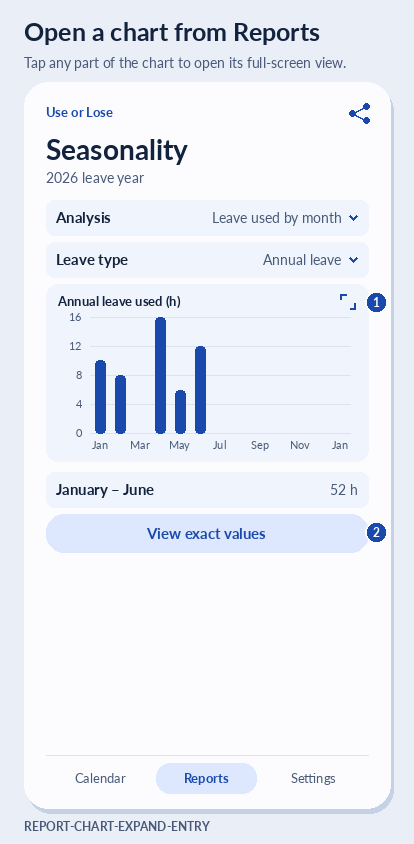 Open a chart from Reports
Tap any part of the chart to open its full-screen view.
Use or Lose
Seasonality
2026 leave year
Analysis Leave used by month
Leave type Annual leave
Annual leave used (h)
1
16
12
8
4
0
Jan Mar May Jul Sep Nov Jan
January – June 52 h
View exact values
2
Calendar Reports Settings
REPORT-CHART-EXPAND-ENTRY